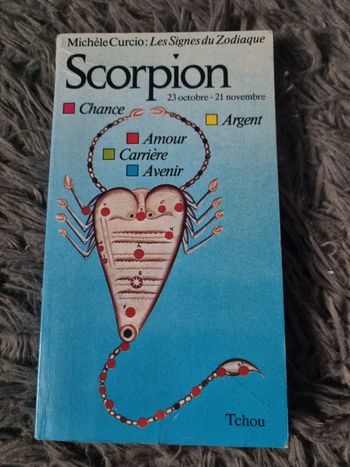 Michèle Curcio: Les Signes du Zodiaque
Scorpion
23 octobre - 21 novembre
Chance
Argent
Amour
Carrière
Avenir
Tchou